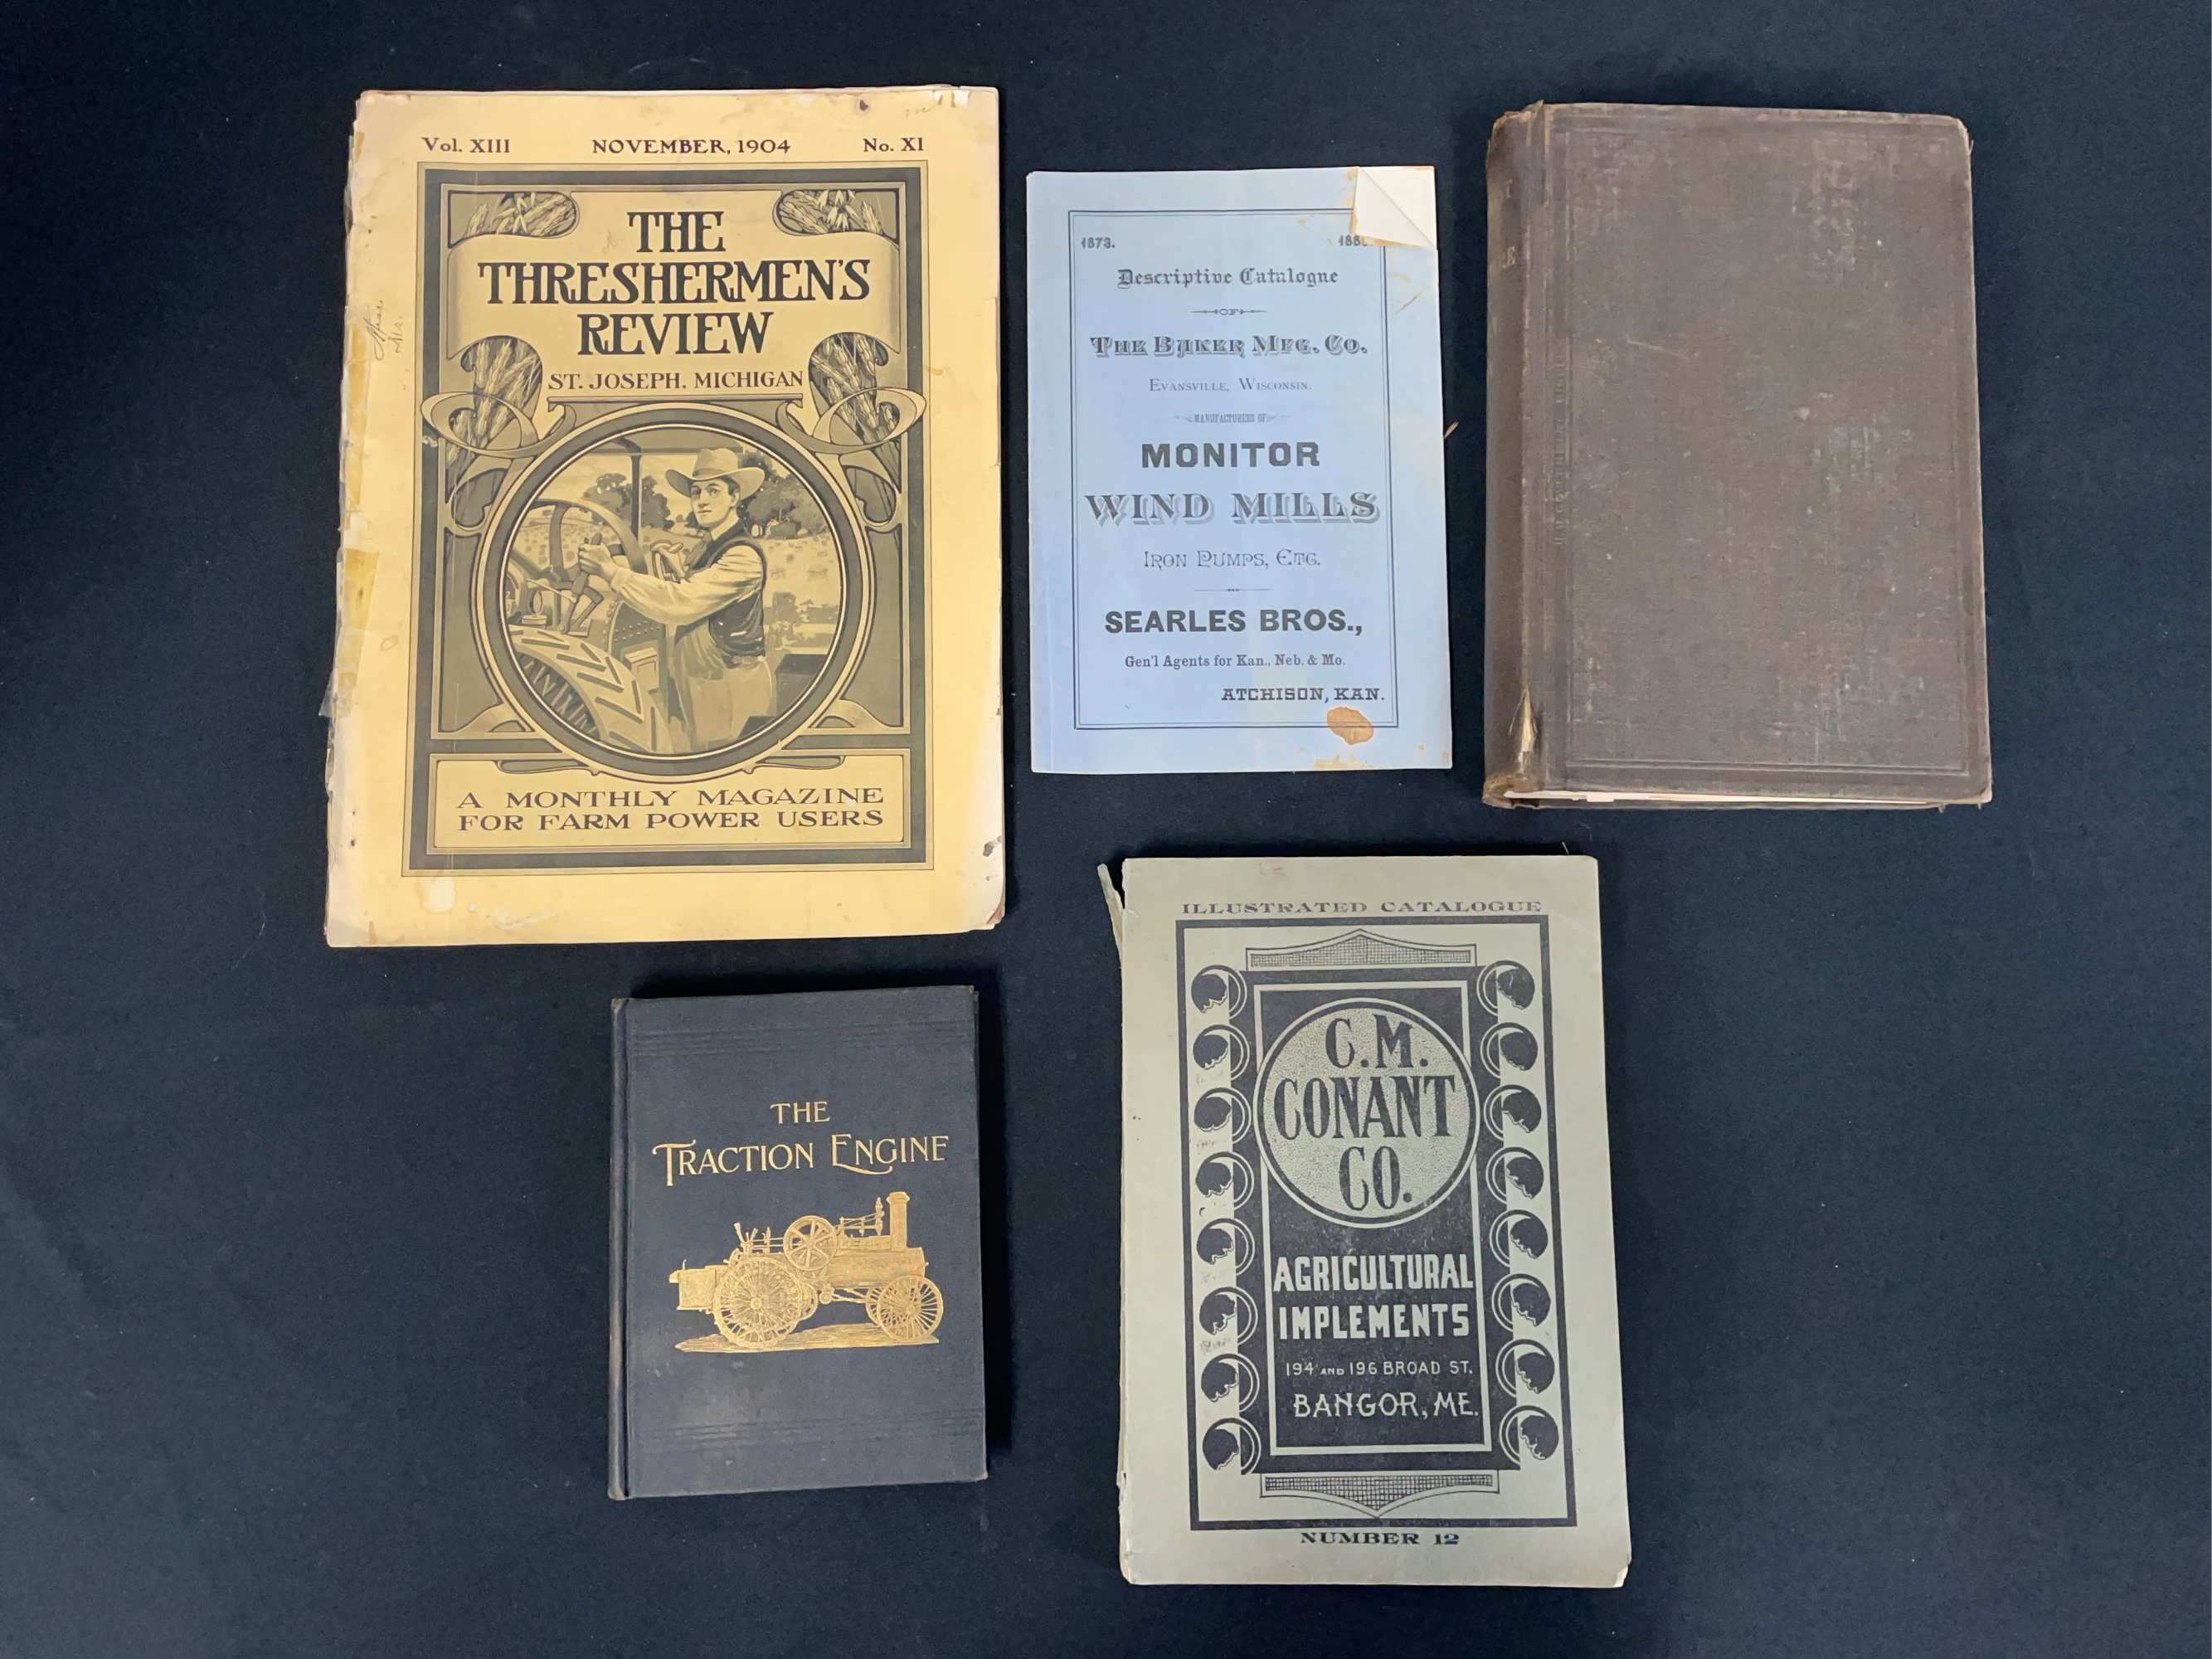 Vol. XIII NOVEMBER, 1904 No. XI
THE
THRESHERMEN'S
REVIEW
ST. JOSEPH, MICHIGAN
A MONTHLY MAGAZINE
FOR FARM POWER USERS
1873.
Descriptive Catalogue
OF
THE BAKER MFG. CO.
EVANSVILLE, WISCONSIN.
MANUFACTURERS OF
MONITOR
WIND MILLS
IRON PUMPS, ETC.
SEARLES BROS.,
Gen'l Agents for Kan., Neb. & Mo.
ATCHISON, KAN.
THE
TRACTION ENGINE
ILLUSTRATED CATALOGUE
C.M.
CONANT
CO.
AGRICULTURAL
IMPLEMENTS
194 AND 196 BROAD ST.
BANGOR, ME.
NUMBER 12